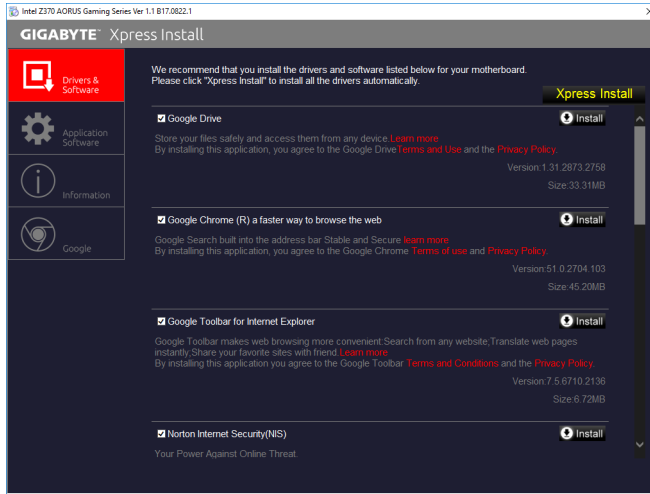 Intel Z370 AORUS Gaming Series Ver 1.1 B17.0822.1
GIGABYTE™ Xpress Install
Drivers &
Software
Application
Software
Information
Google
We recommend that you install the drivers and software listed below for your motherboard.
Please click "Xpress Install" to install all the drivers automatically.
Xpress Install
Google Drive
Install
Store your files safely and access them from any device.Learn more
By installing this application, you agree to the Google DriveTerms and Use and the Privacy Policy.
Version:1.31.2873.2758
Size:33.31MB
Google Chrome (R) a faster way to browse the web
Install
Google Search built into the address bar Stable and Secure learn more
By installing this application, you agree to the Google Chrome Terms of use and Privacy Policy.
Version:51.0.2704.103
Size:45.20MB
Google Toolbar for Internet Explorer
Install
Google Toolbar makes web browsing more convenient.Search from any website,Translate web pages
instantly,Share your favorite sites with friend.Learn more
By installing this application you agree to the Google Toolbar Terms and Conditions and the Privacy Policy.
Version:7.5.6710.2136
Size:6.72MB
Norton Internet Security(NIS)
Install
Your Power Against Online Threat.